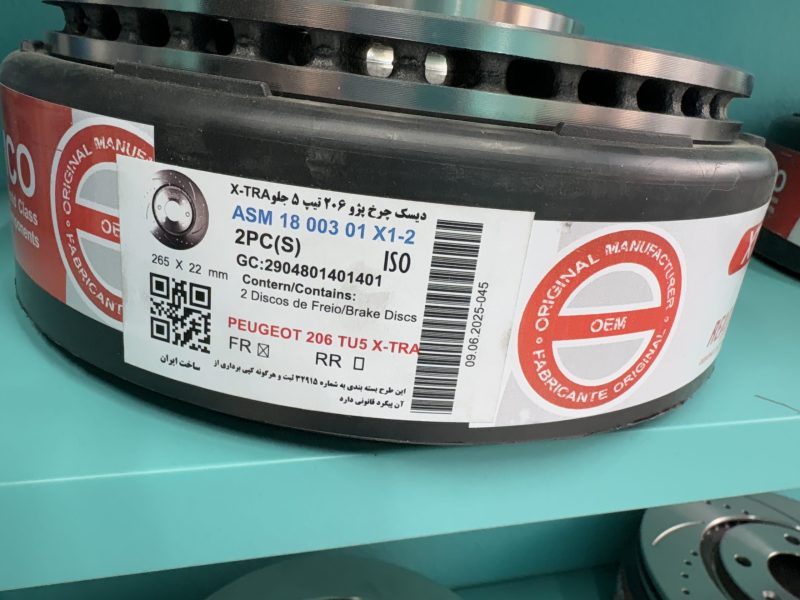 ORIGINAL MANUFA
FABRICANTE
دیسک چرخ پژو ۲۰۶ تیپ ۵ جلو X-TRA
ASM 18 003 01 X1-2
2PC(S)
ISO
GC:2904801401401
265 X 22 mm
Contern/Contains:
2 Discos de Freio/Brake Discs
PEUGEOT 206 TU5 X-TRA
FR ☒ RR ☐
ساخت ایران
این طرح بسته بندی به شماره ۳۲۹۱۵ ثبت و هرگونه کپی برداری از
آن پیگرد قانونی دارد
09.06.2025-045
ORIGINAL MANUFACTURER
OEM
FABRICANTE ORIGINAL